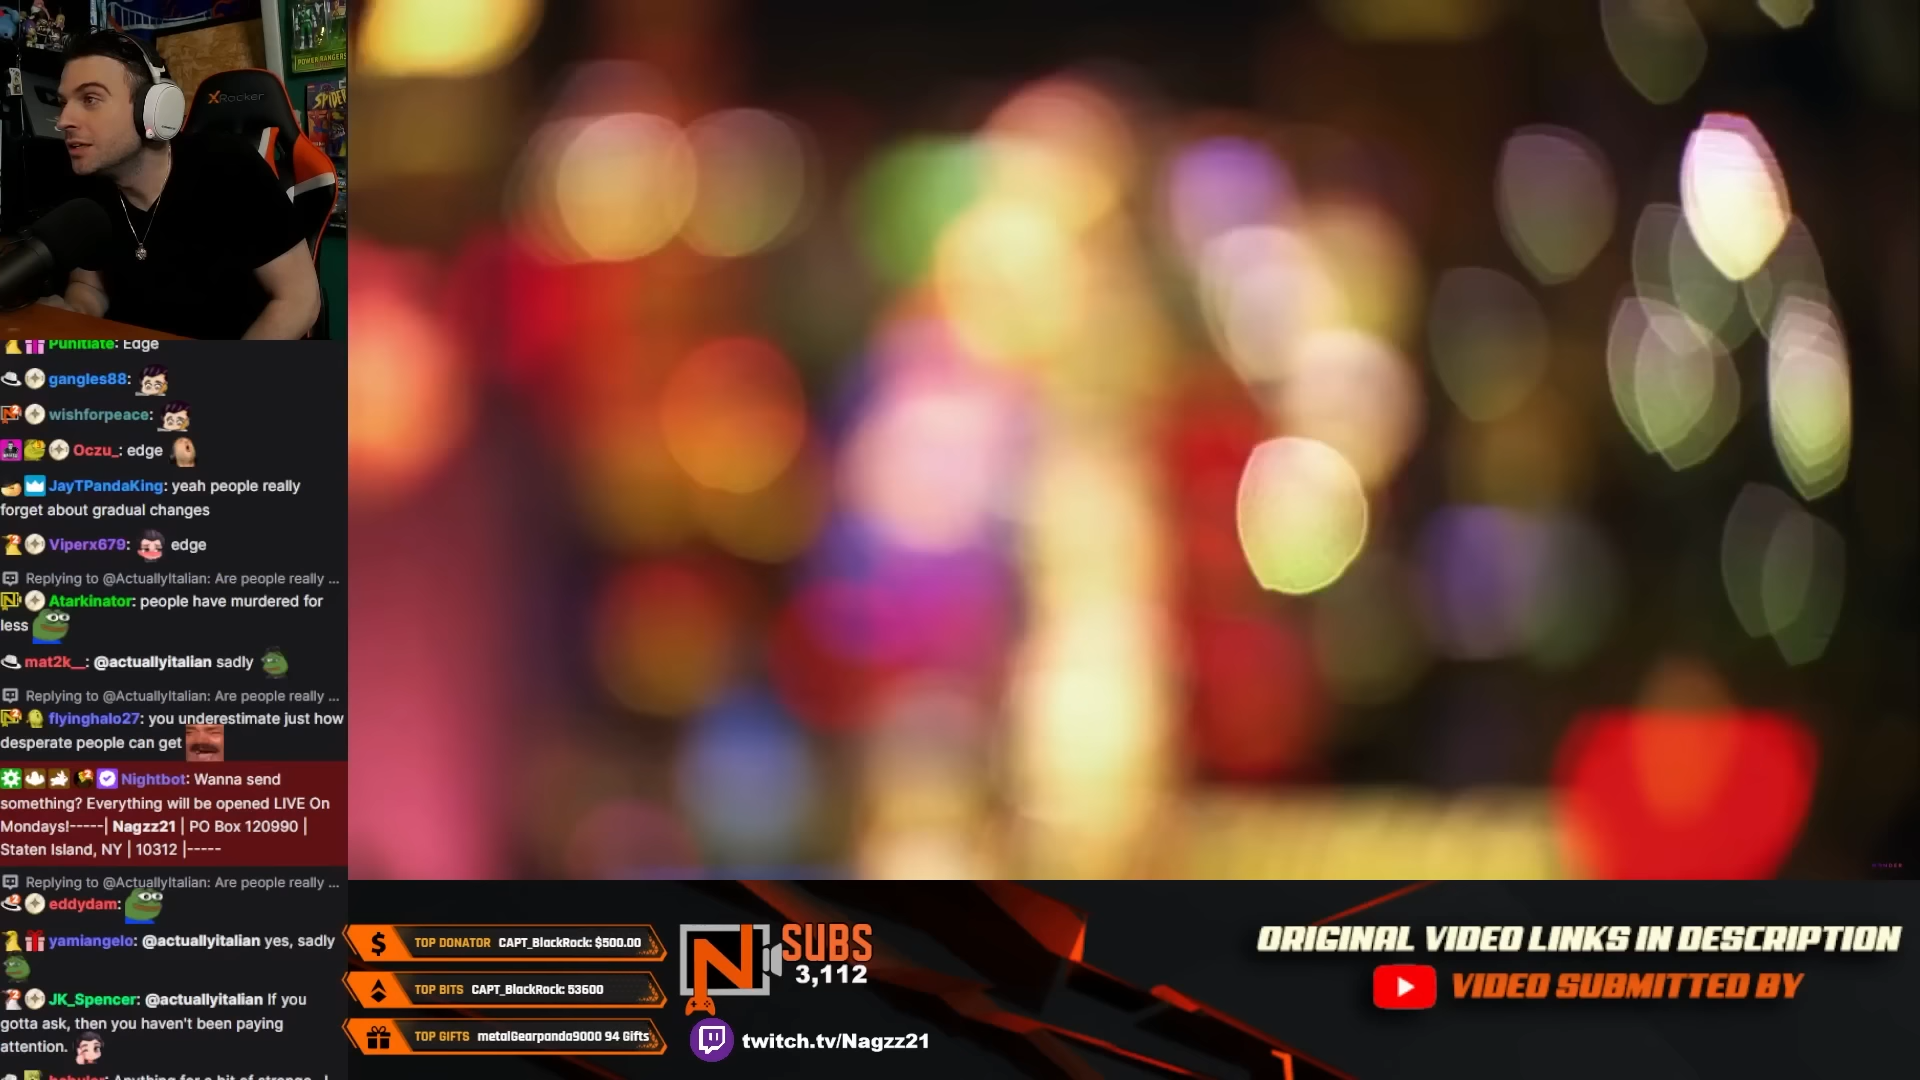 XRocker
POWER RANGERS
Punitiate: Edge
gangles88:
wishforpeace:
Oczu_: edge
JayTPandaKing: yeah people really
forget about gradual changes
Viperx679: edge
Replying to @ActuallyItalian: Are people really ...
Atarkinator: people have murdered for
less
mat2k__: @actuallyitalian sadly
Replying to @ActuallyItalian: Are people really ...
flyinghalo27: you underestimate just how
desperate people can get
Nightbot: Wanna send
something? Everything will be opened LIVE On
Mondays!-----| Nagzz21 | PO Box 120990 |
Staten Island, NY | 10312 |-----
Replying to @ActuallyItalian: Are people really ...
eddydam:
yamiangelo: @actuallyitalian yes, sadly
JK_Spencer: @actuallyitalian If you
gotta ask, then you haven't been paying
attention.
TOP DONATOR CAPT_BlackRock: $500.00
TOP BITS CAPT_BlackRock: 53600
TOP GIFTS metalGearpanda9000 94 Gifts
N SUBS
3,112
twitch.tv/Nagzz21
ORIGINAL VIDEO LINKS IN DESCRIPTION
VIDEO SUBMITTED BY
WONDER